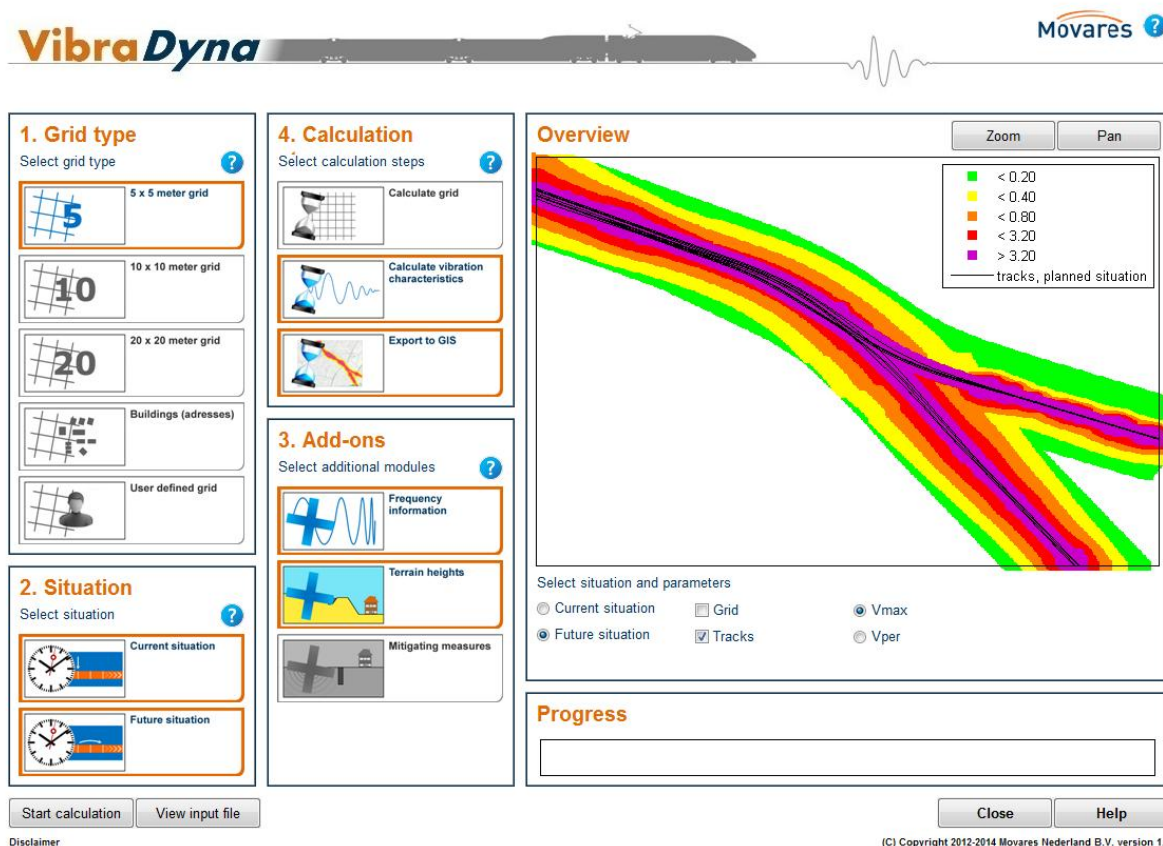 VibraDyna
Movares ?
1. Grid type
Select grid type ?
5
5 x 5 meter grid
10
10 x 10 meter grid
20
20 x 20 meter grid
Buildings (adresses)
User defined grid
2. Situation
Select situation ?
Current situation
Future situation
4. Calculation
Select calculation steps ?
Calculate grid
Calculate vibration
characteristics
Export to GIS
3. Add-ons
Select additional modules ?
Frequency
information
Terrain heights
Mitigating measures
Overview
Zoom Pan
< 0.20
< 0.40
< 0.80
< 3.20
> 3.20
tracks, planned situation
Select situation and parameters
Current situation Grid Vmax
Future situation Tracks Vper
Progress
Start calculation View input file
Close Help
Disclaimer
(C) Copyright 2012-2014 Movares Nederland B.V. version 1.